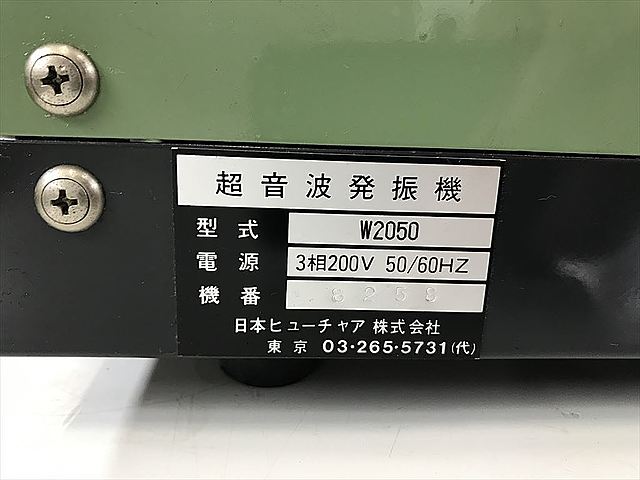 超音波発振機
型式 W2050
電源 3相200V 50/60HZ
機番 8258
日本ヒューチャア株式会社
東京 03·265·5731(代)